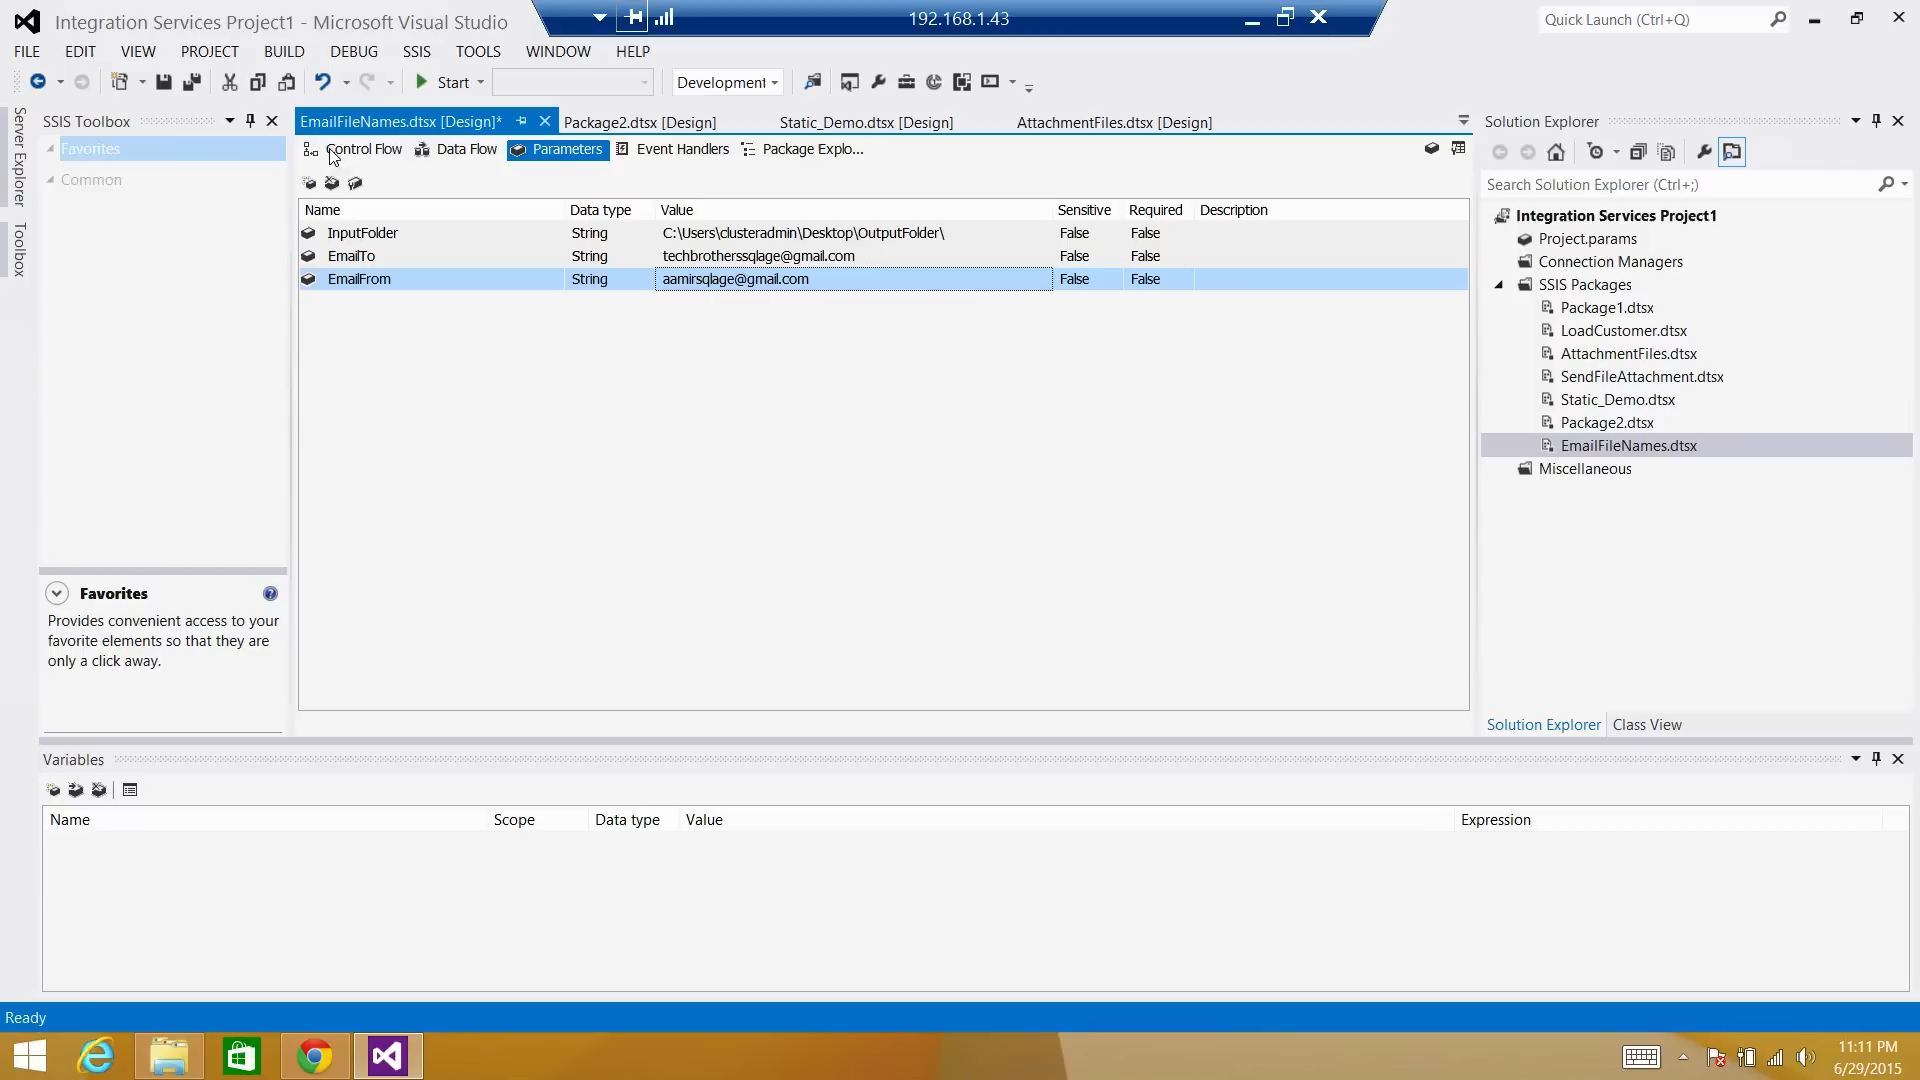 Integration Services Project1 - Microsoft Visual Studio
192.168.1.43
Quick Launch (Ctrl+Q)
FILE EDIT VIEW PROJECT BUILD DEBUG SSIS TOOLS WINDOW HELP
Start
Development
Server Explorer
Toolbox
SSIS Toolbox
Favorites
Common
Favorites
Provides convenient access to your
favorite elements so that they are
only a click away.
EmailFileNames.dtsx [Design]* Package2.dtsx [Design] Static_Demo.dtsx [Design] AttachmentFiles.dtsx [Design]
Control Flow Data Flow Parameters Event Handlers Package Explo...
Name Data type Value Sensitive Required Description
InputFolder String C:\Users\clusteradmin\Desktop\OutputFolder\ False False
EmailTo String techbrotherssqlage@gmail.com False False
EmailFrom String aamirsqlage@gmail.com False False
Solution Explorer
Search Solution Explorer (Ctrl+;)
Integration Services Project1
Project.params
Connection Managers
SSIS Packages
Package1.dtsx
LoadCustomer.dtsx
AttachmentFiles.dtsx
SendFileAttachment.dtsx
Static_Demo.dtsx
Package2.dtsx
EmailFileNames.dtsx
Miscellaneous
Solution Explorer Class View
Variables
Name Scope Data type Value Expression
Ready
11:11 PM
6/29/2015